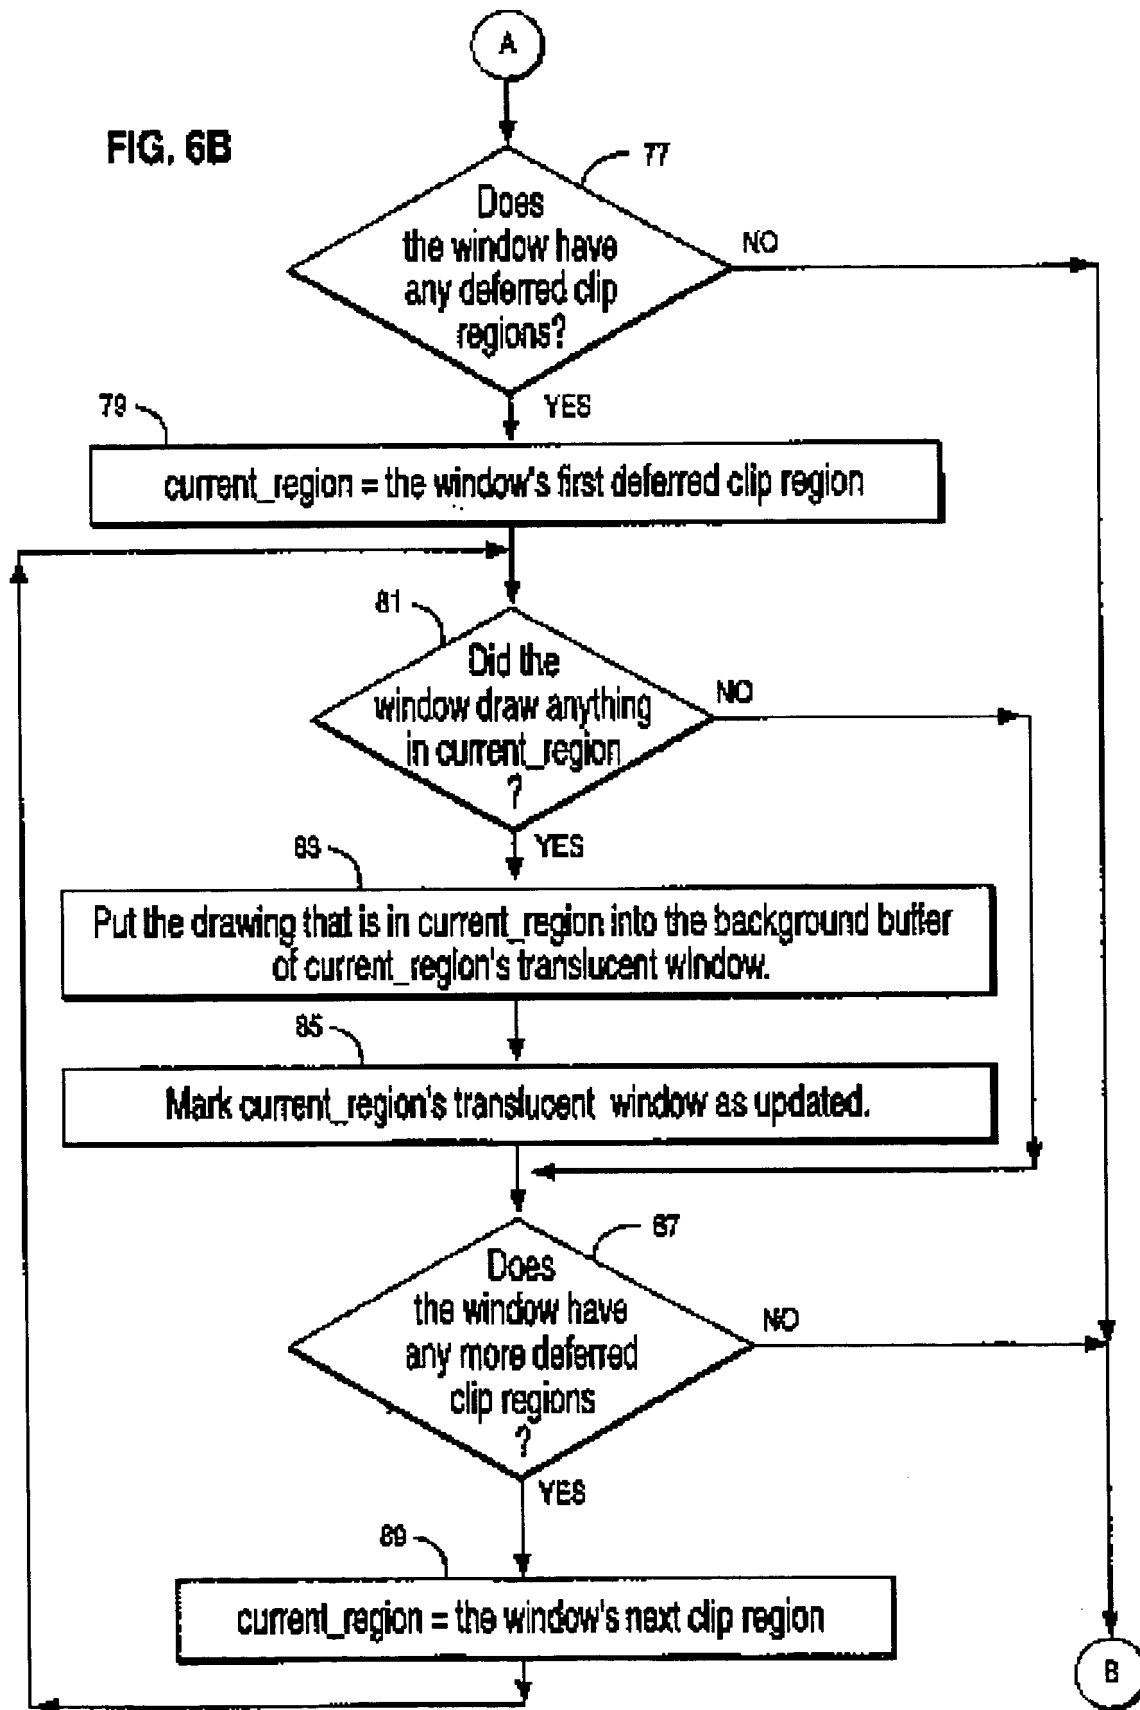 A
FIG. 6B
77
Does
the window have
any deferred clip
regions?
NO
YES
79
current_region = the window's first deferred clip region
81
Did the
window draw anything
in current_region
?
NO
YES
83
Put the drawing that is in current_region into the background buffer
of current_region's translucent window.
85
Mark current_region's translucent window as updated.
87
Does
the window have
any more deferred
clip regions
?
NO
YES
89
current_region = the window's next clip region
B